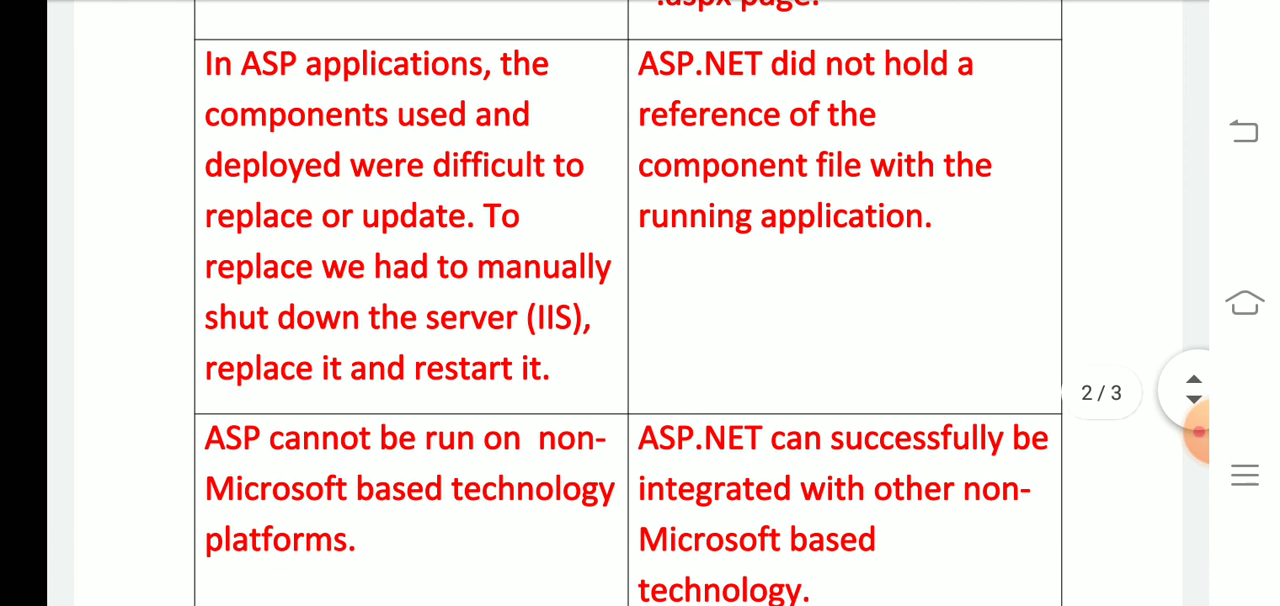 .aspx page.
In ASP applications, the
components used and
deployed were difficult to
replace or update. To
replace we had to manually
shut down the server (IIS),
replace it and restart it.
ASP.NET did not hold a
reference of the
component file with the
running application.
ASP cannot be run on non-
Microsoft based technology
platforms.
ASP.NET can successfully be
integrated with other non-
Microsoft based
technology.
2 / 3